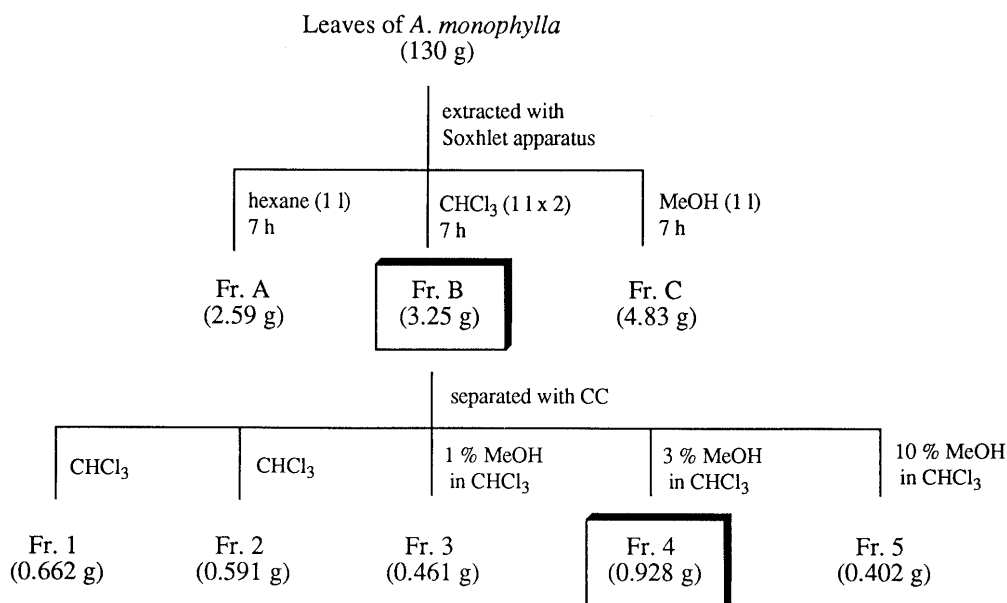 Leaves of A. monophylla
(130 g)
extracted with
Soxhlet apparatus
hexane (1 l)
7 h
CHCl₃ (1 l x 2)
7 h
MeOH (1 l)
7 h
Fr. A
(2.59 g)
Fr. B
(3.25 g)
Fr. C
(4.83 g)
separated with CC
CHCl₃
CHCl₃
1 % MeOH
in CHCl₃
3 % MeOH
in CHCl₃
10 % MeOH
in CHCl₃
Fr. 1
(0.662 g)
Fr. 2
(0.591 g)
Fr. 3
(0.461 g)
Fr. 4
(0.928 g)
Fr. 5
(0.402 g)